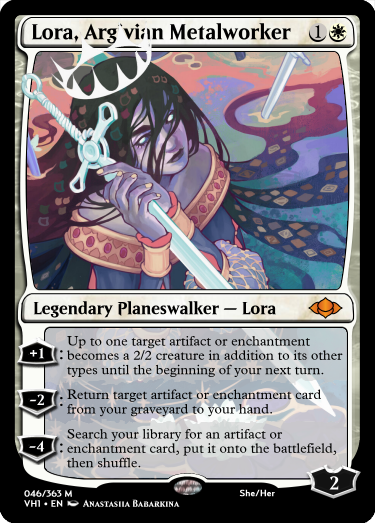 Lora, Argivian Metalworker 1
Legendary Planeswalker — Lora
+1: Up to one target artifact or enchantment
becomes a 2/2 creature in addition to its other
types until the beginning of your next turn.
-2: Return target artifact or enchantment card
from your graveyard to your hand.
-4: Search your library for an artifact or
enchantment card, put it onto the battlefield,
then shuffle.
2
046/363 M She/Her
VH1 • EN Anastasiia Babarkina